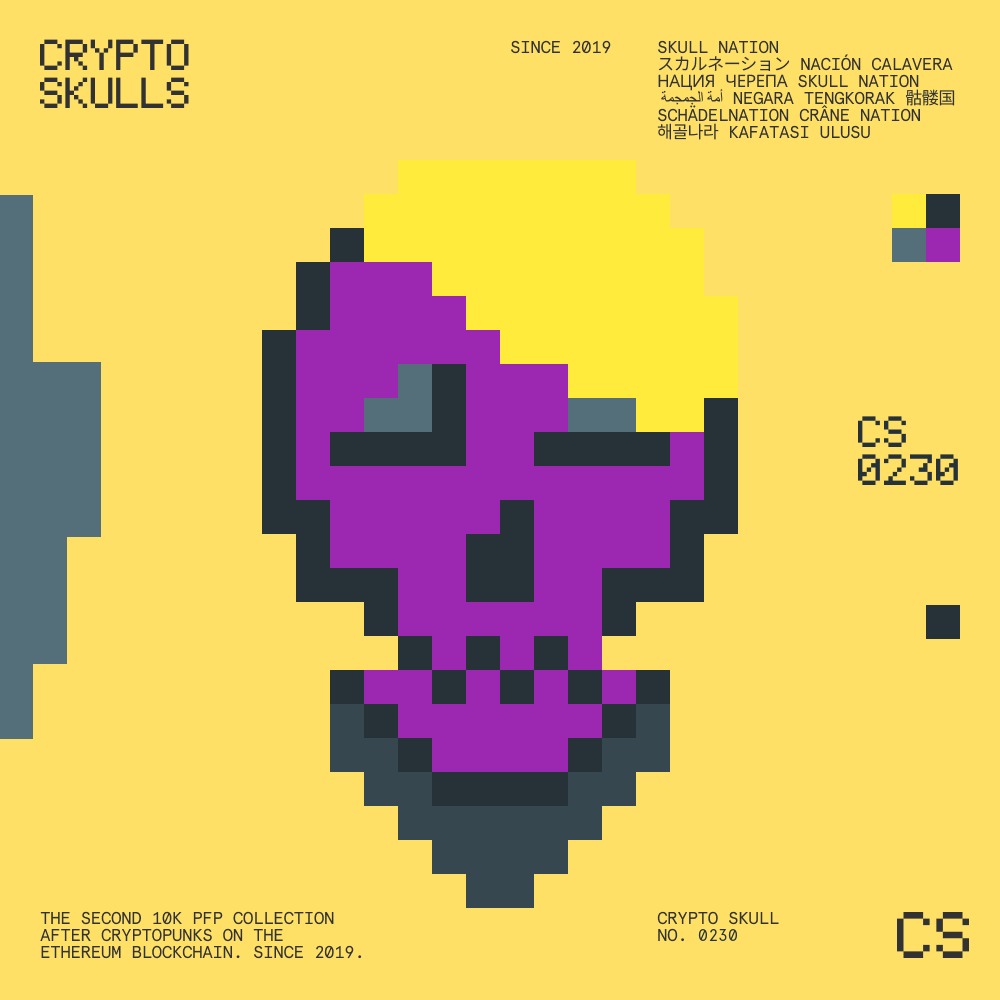 CRYPTO
SKULLS
SINCE 2019
SKULL NATION
スカルネーション NACIÓN CALAVERA
НАЦИЯ ЧЕРЕПА SKULL NATION
أمة الجمجمة NEGARA TENGKORAK 骷髅国
SCHÄDELNATION CRÂNE NATION
해골나라 KAFATASI ULUSU
CS
0230
THE SECOND 10K PFP COLLECTION
AFTER CRYPTOPUNKS ON THE
ETHEREUM BLOCKCHAIN. SINCE 2019.
CRYPTO SKULL
NO. 0230
CS